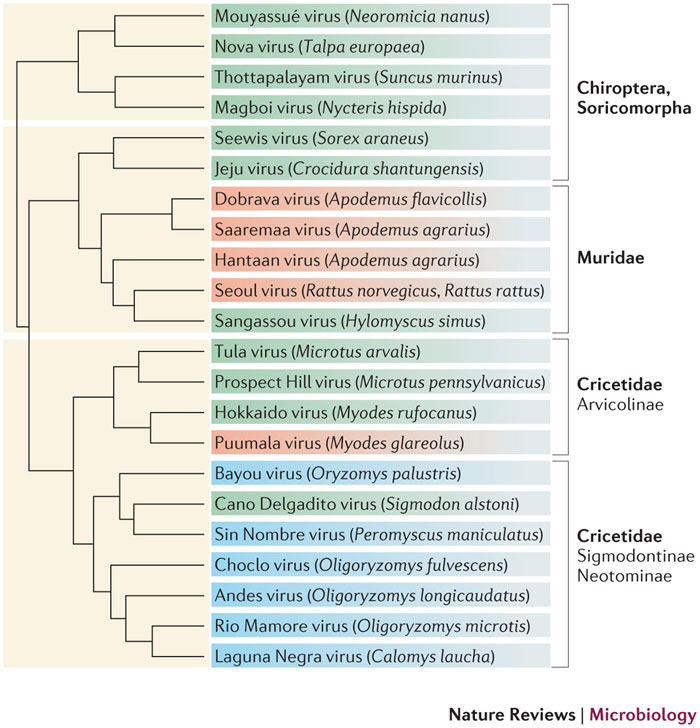 Mouyassué virus (Neoromicia nanus)
Nova virus (Talpa europaea)
Thottapalayam virus (Suncus murinus)
Magboi virus (Nycteris hispida)
Chiroptera,
Soricomorpha
Seewis virus (Sorex araneus)
Jeju virus (Crocidura shantungensis)
Dobrava virus (Apodemus flavicollis)
Saaremaa virus (Apodemus agrarius)
Hantaan virus (Apodemus agrarius)
Seoul virus (Rattus norvegicus, Rattus rattus)
Sangassou virus (Hylomyscus simus)
Muridae
Tula virus (Microtus arvalis)
Prospect Hill virus (Microtus pennsylvanicus)
Hokkaido virus (Myodes rufocanus)
Puumala virus (Myodes glareolus)
Cricetidae
Arvicolinae
Bayou virus (Oryzomys palustris)
Cano Delgadito virus (Sigmodon alstoni)
Sin Nombre virus (Peromyscus maniculatus)
Choclo virus (Oligoryzomys fulvescens)
Andes virus (Oligoryzomys longicaudatus)
Rio Mamore virus (Oligoryzomys microtis)
Laguna Negra virus (Calomys laucha)
Cricetidae
Sigmodontinae
Neotominae
Nature Reviews | Microbiology